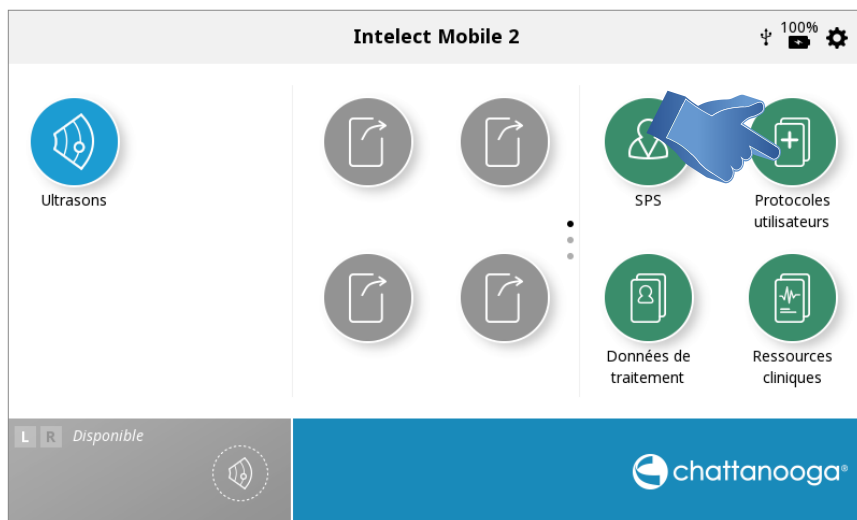 Intelect Mobile 2
100%
Ultrasons
SPS
Protocoles
utilisateurs
Données de
traitement
Ressources
cliniques
L R Disponible
chattanooga®